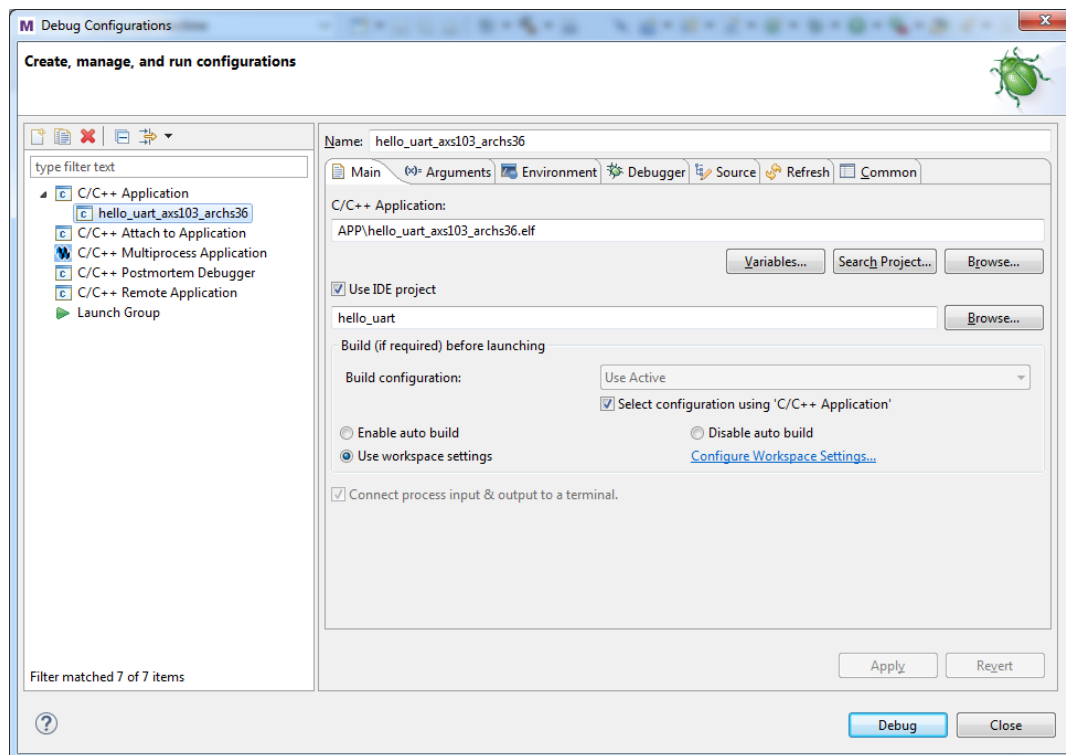 M Debug Configurations
Create, manage, and run configurations
type filter text
C/C++ Application
hello_uart_axs103_archs36
C/C++ Attach to Application
C/C++ Multiprocess Application
C/C++ Postmortem Debugger
C/C++ Remote Application
Launch Group
Filter matched 7 of 7 items
Name: hello_uart_axs103_archs36
Main (x)= Arguments Environment Debugger Source Refresh Common
C/C++ Application:
APP\hello_uart_axs103_archs36.elf
Variables... Search Project... Browse...
Use IDE project
hello_uart Browse...
Build (if required) before launching
Build configuration: Use Active
Select configuration using 'C/C++ Application'
Enable auto build Disable auto build
Use workspace settings Configure Workspace Settings...
Connect process input & output to a terminal.
Apply Revert
? Debug Close